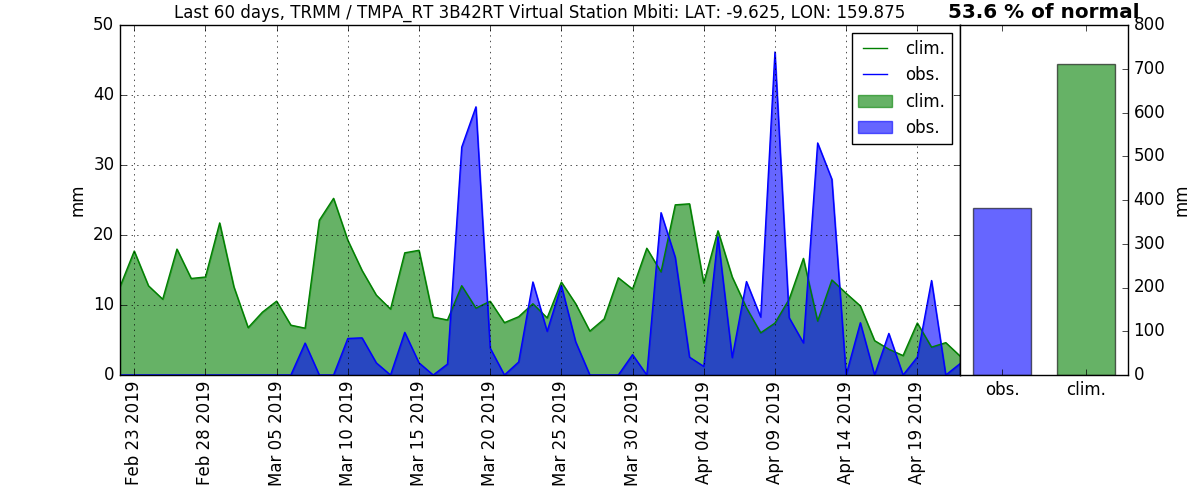 Last 60 days, TRMM / TMPA_RT 3B42RT Virtual Station Mbiti: LAT: -9.625, LON: 159.875
53.6 % of normal
50
40
30
20
10
0
mm
clim.
obs.
clim.
obs.
Feb 23 2019
Feb 28 2019
Mar 05 2019
Mar 10 2019
Mar 15 2019
Mar 20 2019
Mar 25 2019
Mar 30 2019
Apr 04 2019
Apr 09 2019
Apr 14 2019
Apr 19 2019
800
700
600
500
400
300
200
100
0
mm
obs.
clim.